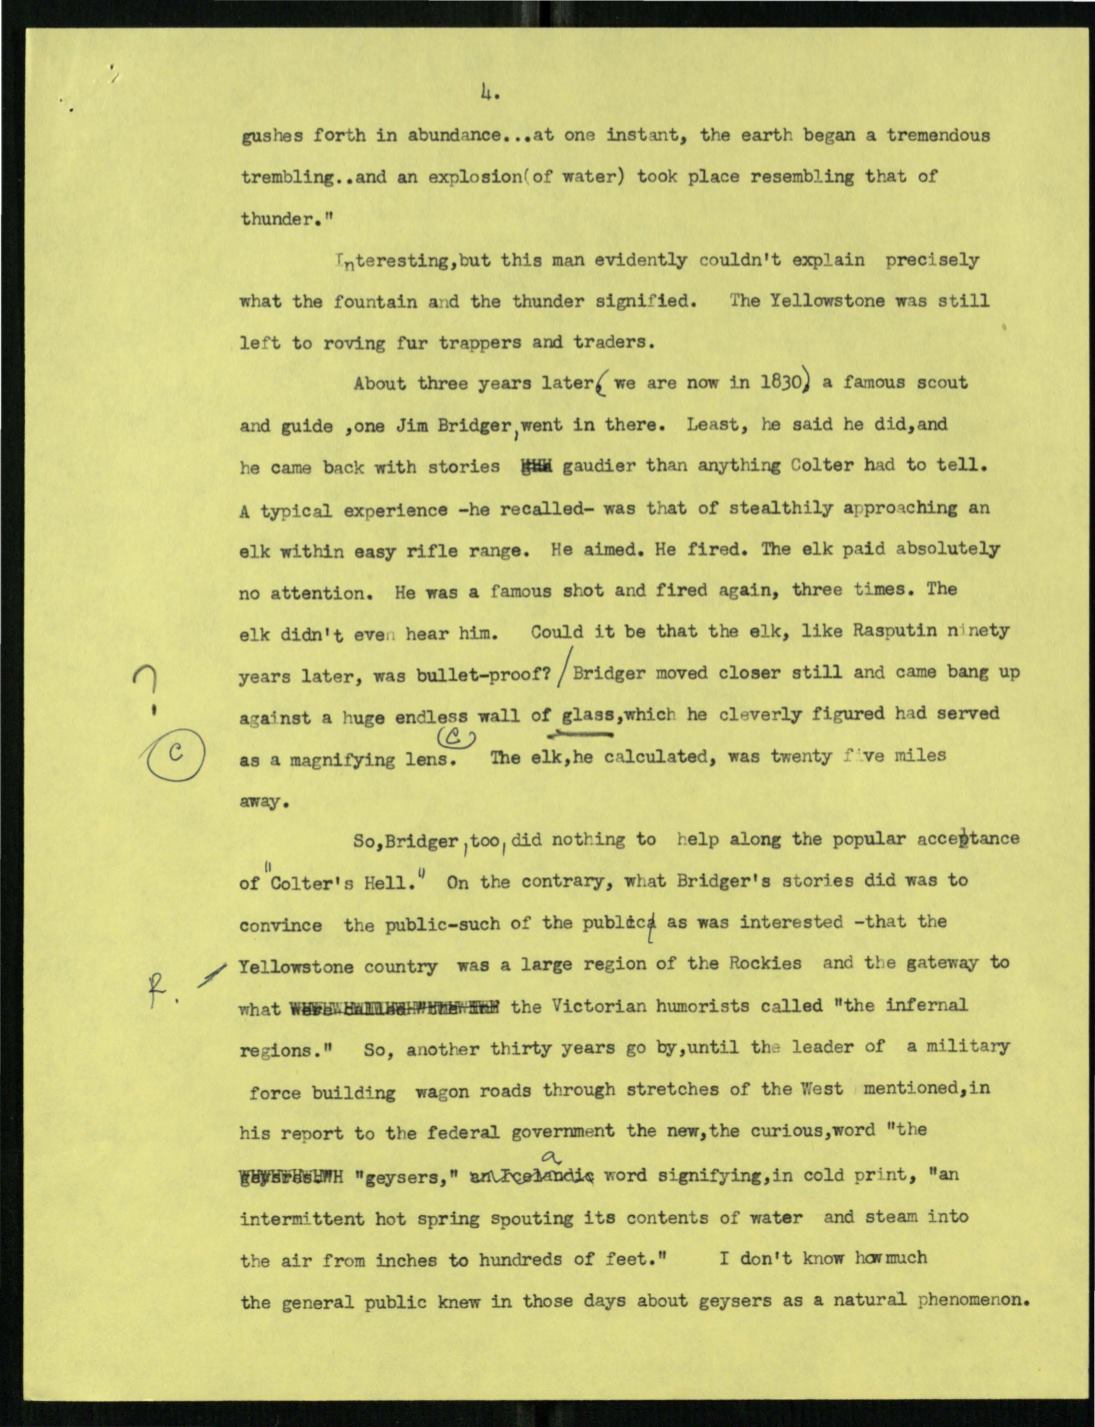 4.
gushes forth in abundance...at one instant, the earth began a tremendous
trembling..and an explosion(of water) took place resembling that of
thunder."
Interesting,but this man evidently couldn't explain precisely
what the fountain and the thunder signified. The Yellowstone was still
left to roving fur trappers and traders.
About three years later( we are now in 1830) a famous scout
and guide ,one Jim Bridger,went in there. Least, he said he did,and
he came back with stories gaudier than anything Colter had to tell.
A typical experience -he recalled- was that of stealthily approaching an
elk within easy rifle range. He aimed. He fired. The elk paid absolutely
no attention. He was a famous shot and fired again, three times. The
elk didn't even hear him. Could it be that the elk, like Rasputin ninety
years later, was bullet-proof? / Bridger moved closer still and came bang up
?
against a huge endless wall of glass,which he cleverly figured had served
C
C
as a magnifying lens. The elk,he calculated, was twenty five miles
away.
So,Bridger,too, did nothing to help along the popular acceptance
of "Colter's Hell." On the contrary, what Bridger's stories did was to
convince the public-such of the public as was interested -that the
R.
Yellowstone country was a large region of the Rockies and the gateway to
what the Victorian humorists called "the infernal
regions." So, another thirty years go by,until the leader of a military
force building wagon roads through stretches of the West mentioned,in
his report to the federal government the new,the curious,word "the
"geysers," a word signifying,in cold print, "an
intermittent hot spring spouting its contents of water and steam into
the air from inches to hundreds of feet." I don't know how much
the general public knew in those days about geysers as a natural phenomenon.